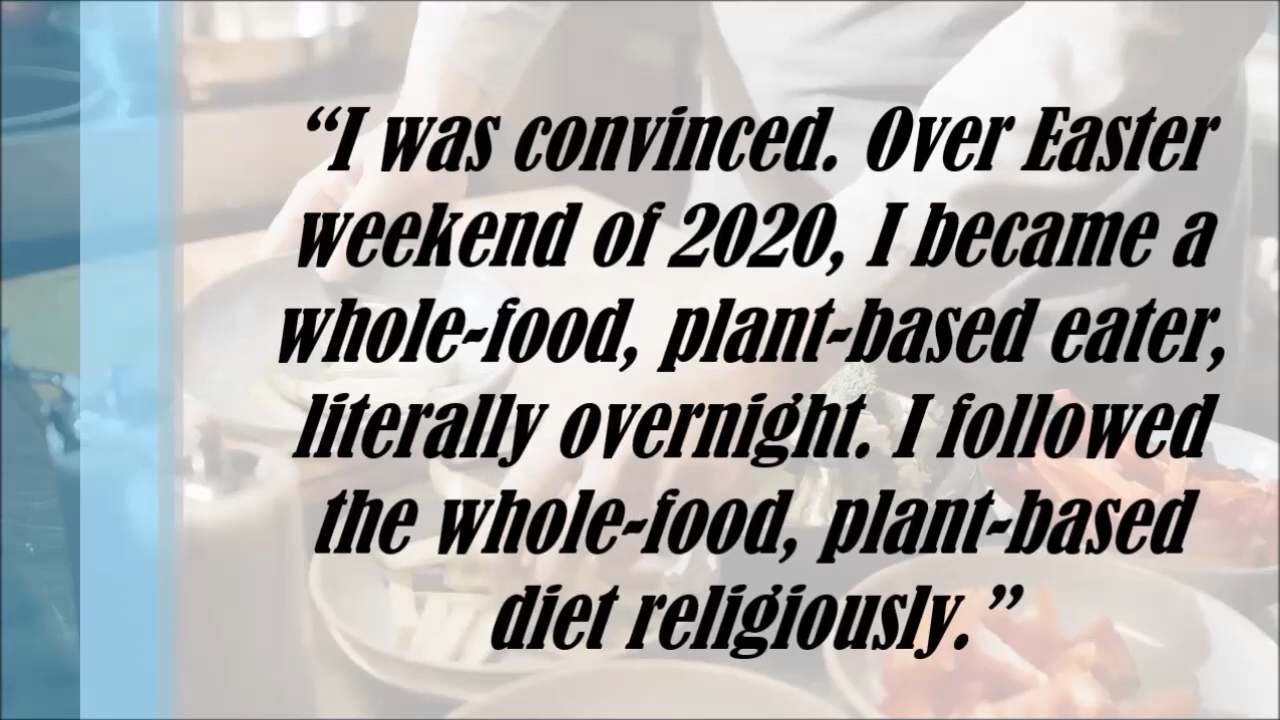 “I was convinced. Over Easter
weekend of 2020, I became a
whole-food, plant-based eater,
literally overnight. I followed
the whole-food, plant-based
diet religiously.”